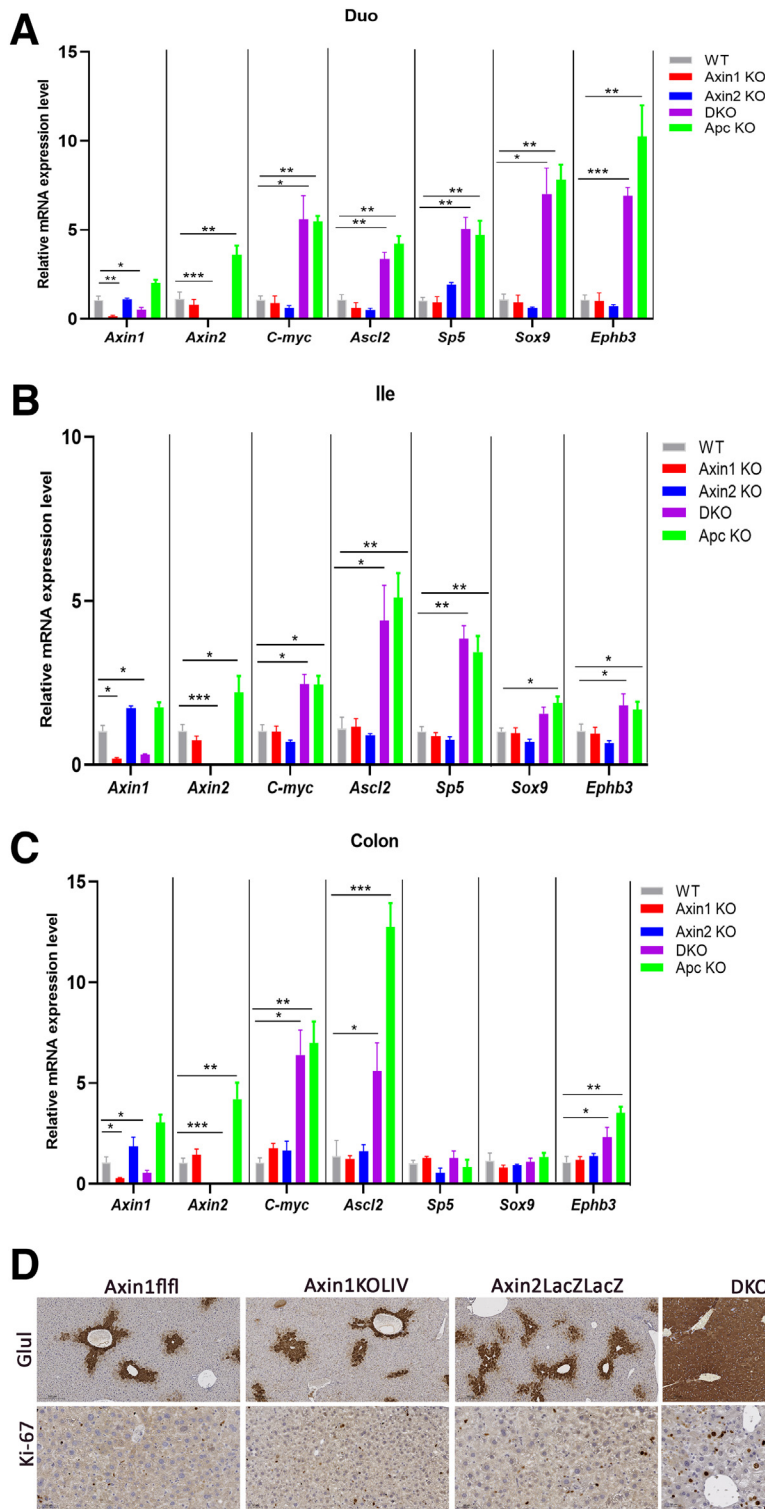 A
Duo
15
10
5
0
Relative mRNA expression level
WT
Axin1 KO
Axin2 KO
DKO
Apc KO
**
*
***
**
**
*
**
**
**
**
**
*
**
***
Axin1
Axin2
C-myc
Ascl2
Sp5
Sox9
Ephb3
B
Ile
10
5
0
Relative mRNA expression level
WT
Axin1 KO
Axin2 KO
DKO
Apc KO
*
*
*
***
*
*
**
*
**
**
*
*
*
Axin1
Axin2
C-myc
Ascl2
Sp5
Sox9
Ephb3
C
Colon
15
10
5
0
Relative mRNA expression level
WT
Axin1 KO
Axin2 KO
DKO
Apc KO
*
*
**
***
**
*
***
*
**
*
Axin1
Axin2
C-myc
Ascl2
Sp5
Sox9
Ephb3
D
Axin1flfl
Axin1KOLIV
Axin2LacZLacZ
DKO
Glul
Ki-67